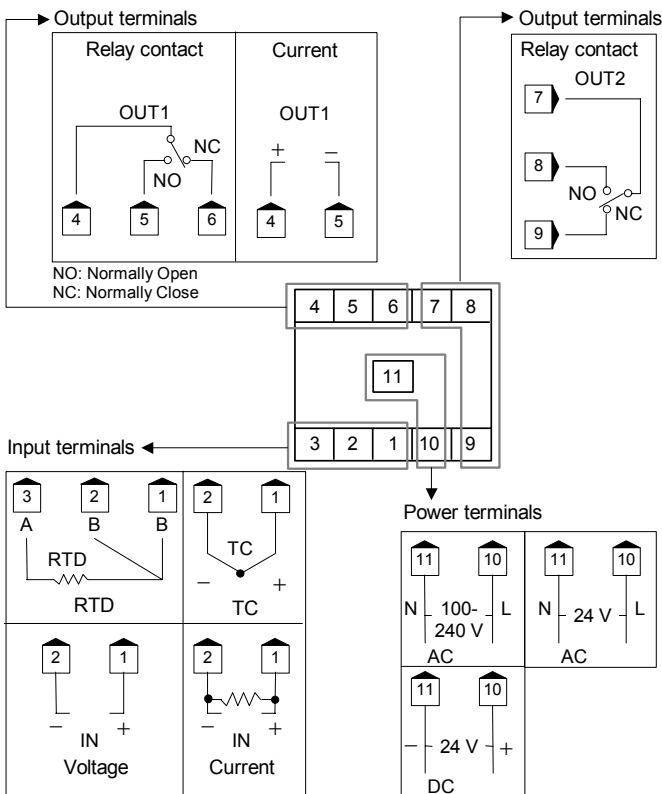 Output terminals
Relay contact
Current
OUT1
NC
NO
4
5
6
OUT1
+
−
4
5
NO: Normally Open
NC: Normally Close
Output terminals
Relay contact
OUT2
7
8
NO
NC
9
4 5 6 7 8
11
3 2 1 10 9
Input terminals
3 2 1
A B B
RTD
RTD
2 1
TC
− +
TC
2 1
− IN +
Voltage
2 1
− IN +
Current
Power terminals
11 10
N 100- L
240 V
AC
11 10
N 24 V L
AC
11 10
− 24 V +
DC